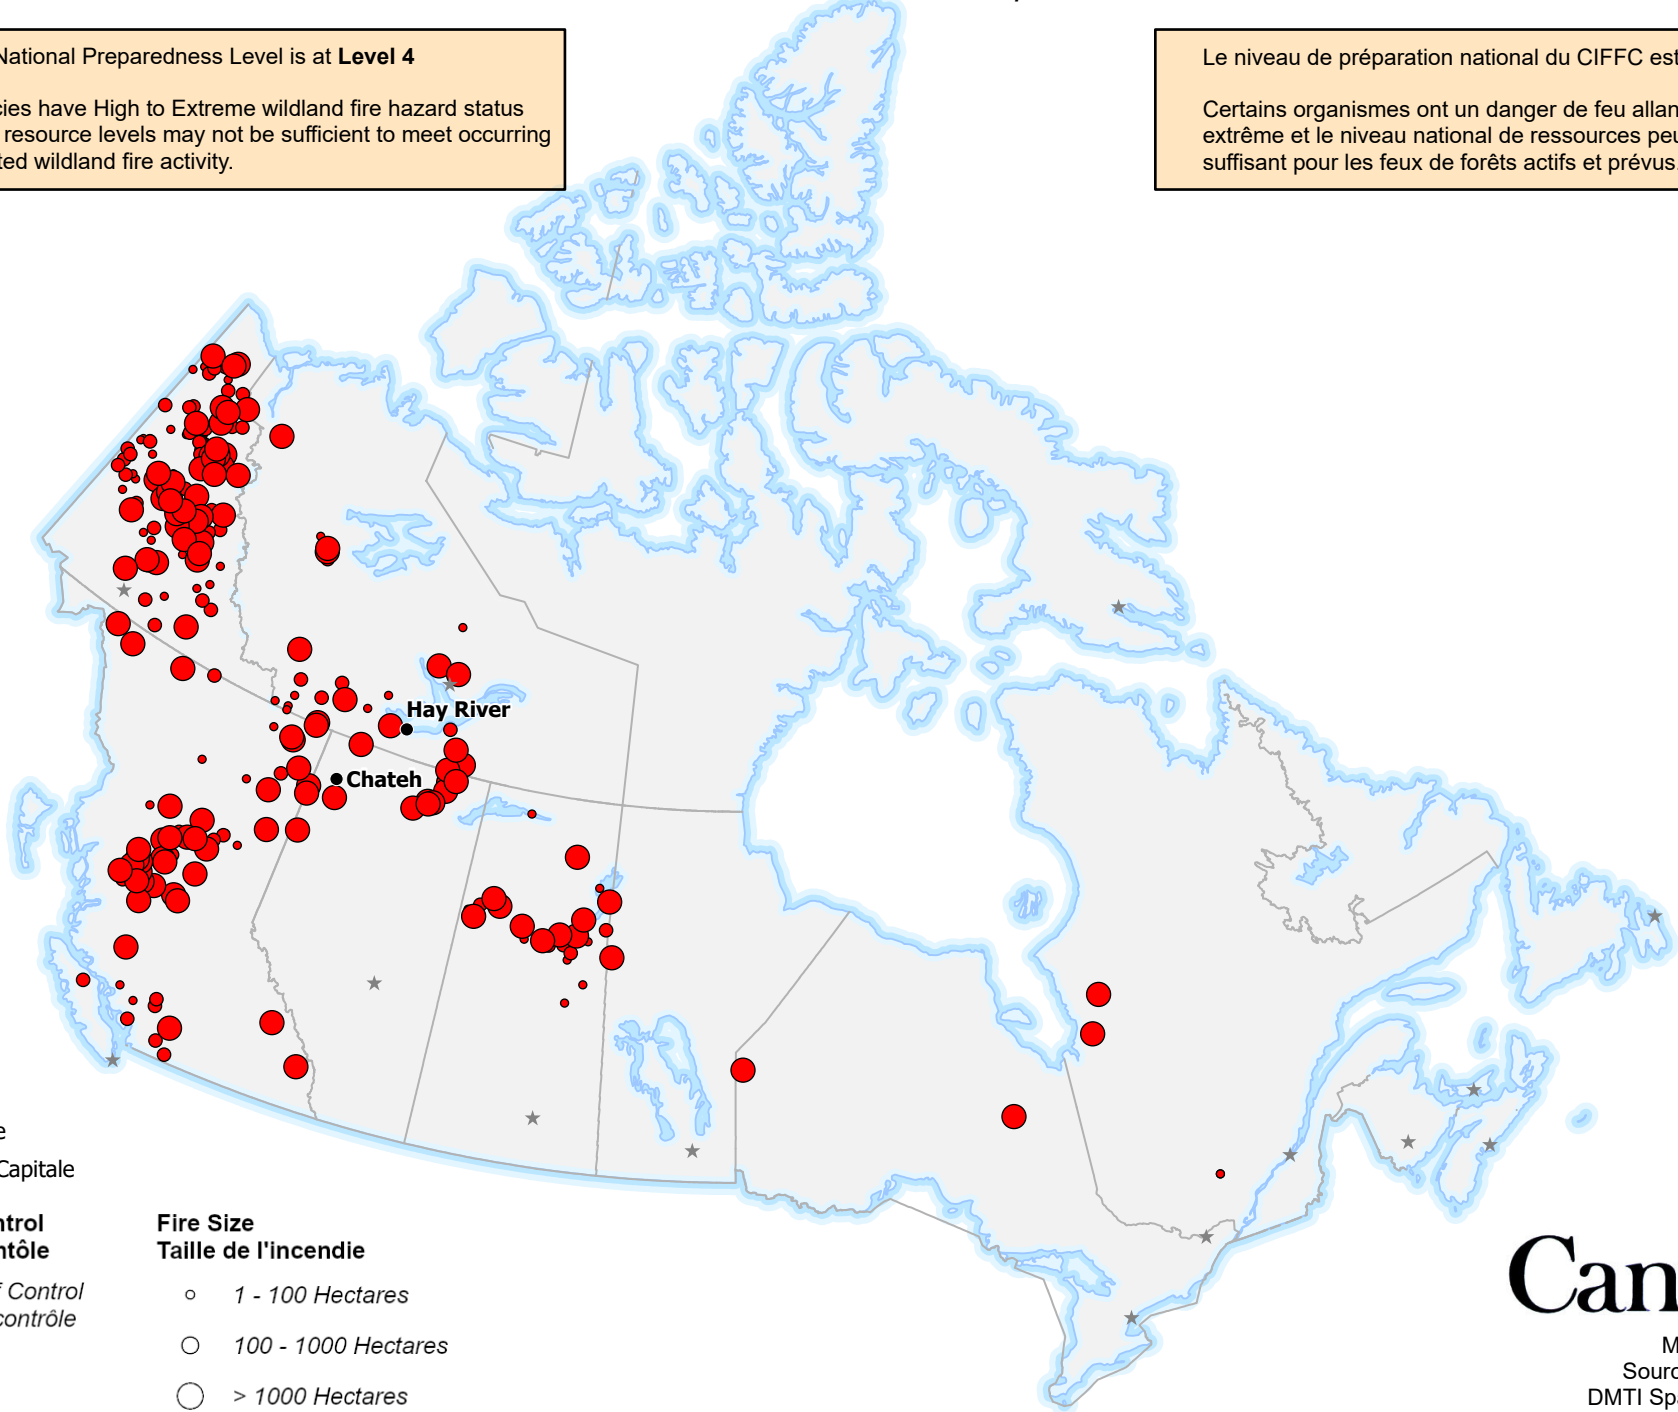 National Preparedness Level is at Level 4
cies have High to Extreme wildland fire hazard status
resource levels may not be sufficient to meet occurring
ted wildland fire activity.
Le niveau de préparation national du CIFFC est
Certains organismes ont un danger de feu allan
extrême et le niveau national de ressources peu
suffisant pour les feux de forêts actifs et prévus.
Hay River
Chateh
e
Capitale
ntrol
ntôle
f Control
contrôle
Fire Size
Taille de l'incendie
1 - 100 Hectares
100 - 1000 Hectares
> 1000 Hectares
Can
M
Sourc
DMTI Spa